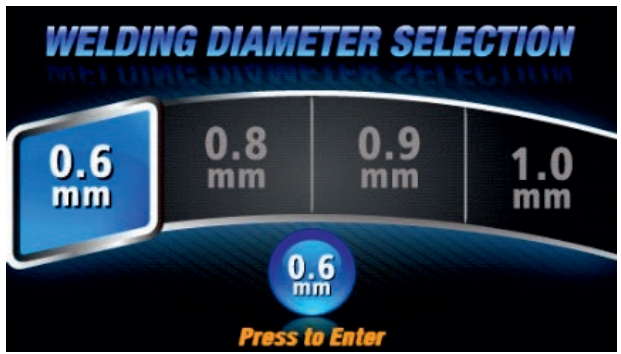 WELDING DIAMETER SELECTION
0.6
mm
0.8
mm
0.9
mm
1.0
mm
0.6
mm
Press to Enter